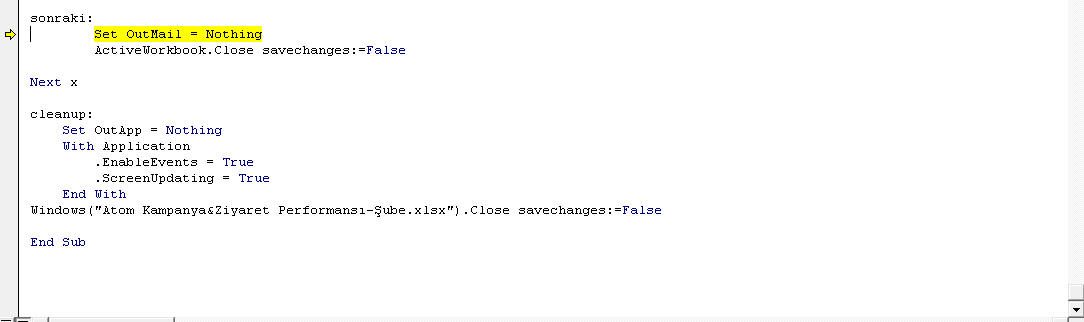 sonraki:
Set OutMail = Nothing
ActiveWorkbook.Close savechanges:=False
Next x
cleanup:
Set OutApp = Nothing
With Application
.EnableEvents = True
.ScreenUpdating = True
End With
Windows("Atom Kampanya&Ziyaret Performansı-Şube.xlsx").Close savechanges:=False
End Sub